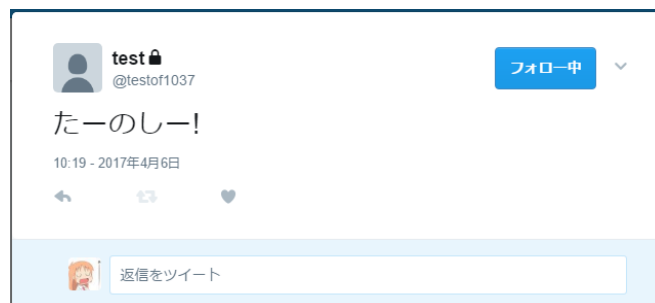 test
@testof1037
フォロー中
たーのしー!
10:19 - 2017年4月6日
返信をツイート